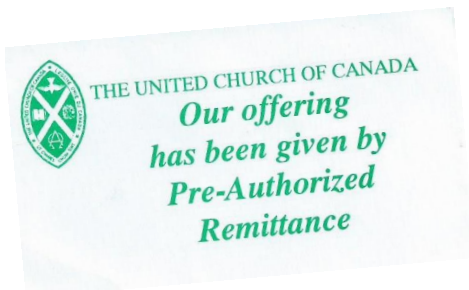 THE UNITED CHURCH OF CANADA
Our offering
has been given by
Pre-Authorized
Remittance